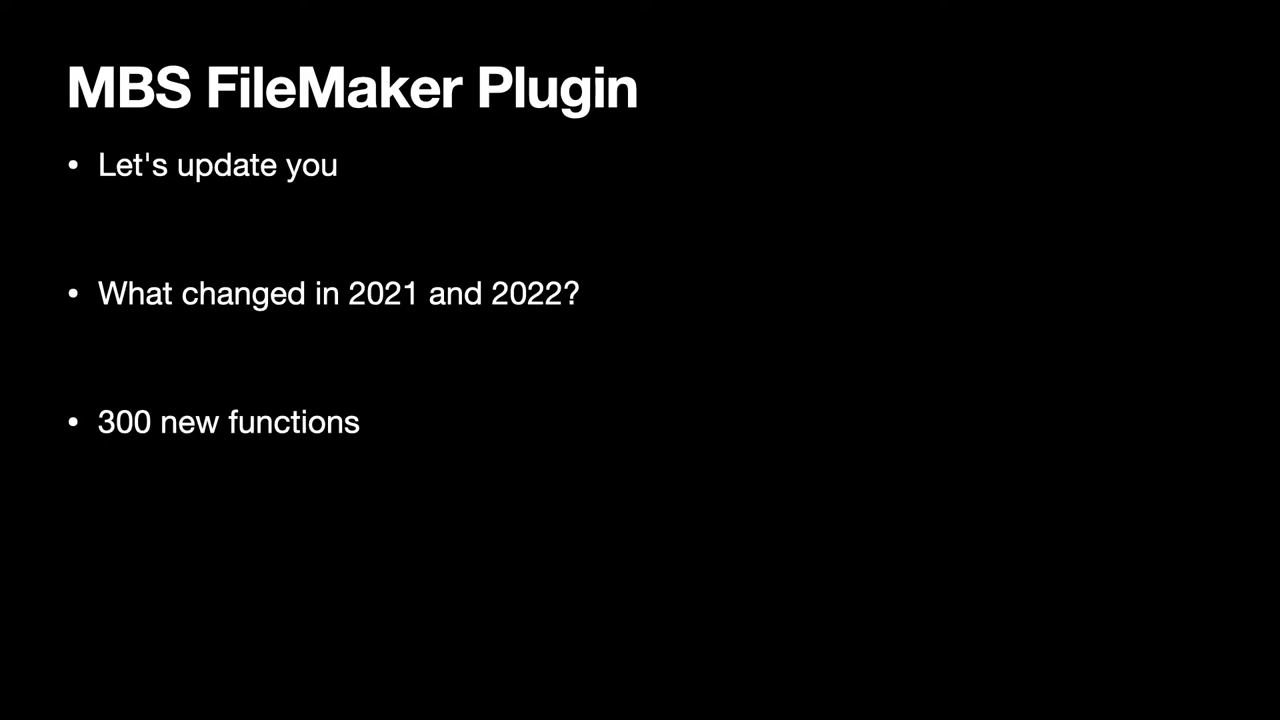 MBS FileMaker Plugin
• Let's update you
• What changed in 2021 and 2022?
• 300 new functions